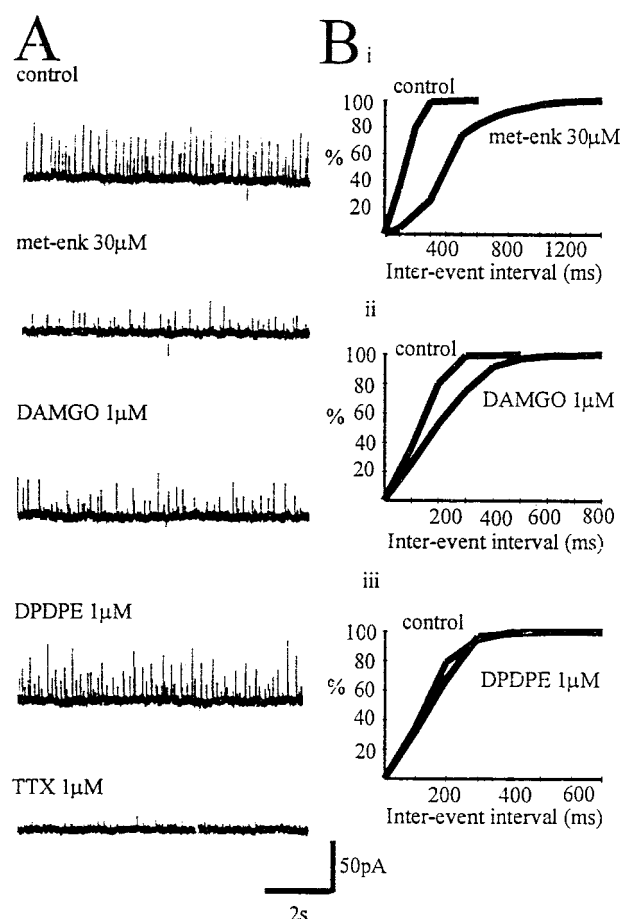 A
control
met-enk 30μM
DAMGO 1μM
DPDPE 1μM
TTX 1μM
50pA
2s
B i
control
100
80
%
60
40
20
met-enk 30μM
400 800 1200
Inter-event interval (ms)
ii
control
100
80
%
60
40
20
DAMGO 1μM
200 400 600 800
Inter-event interval (ms)
iii
control
100
80
%
60
40
20
DPDPE 1μM
200 400 600
Inter-event interval (ms)